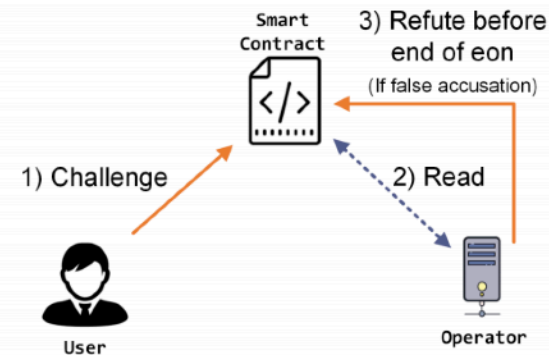 Smart
Contract
3) Refute before
end of eon
(If false accusation)
</>
1) Challenge
2) Read
User
Operator